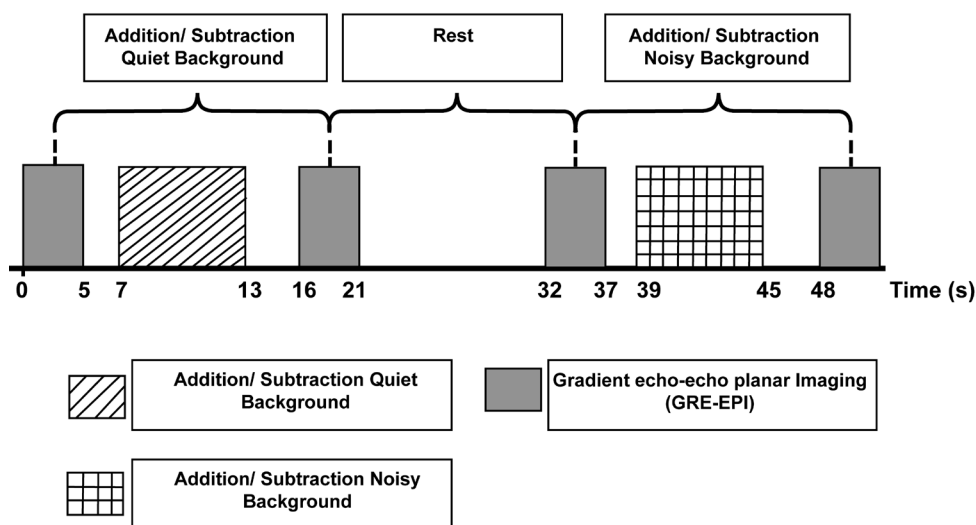 Addition/ Subtraction
Quiet Background
Rest
Addition/ Subtraction
Noisy Background
0 5 7 13 16 21 32 37 39 45 48 Time (s)
Addition/ Subtraction Quiet
Background
Gradient echo-echo planar Imaging
(GRE-EPI)
Addition/ Subtraction Noisy
Background